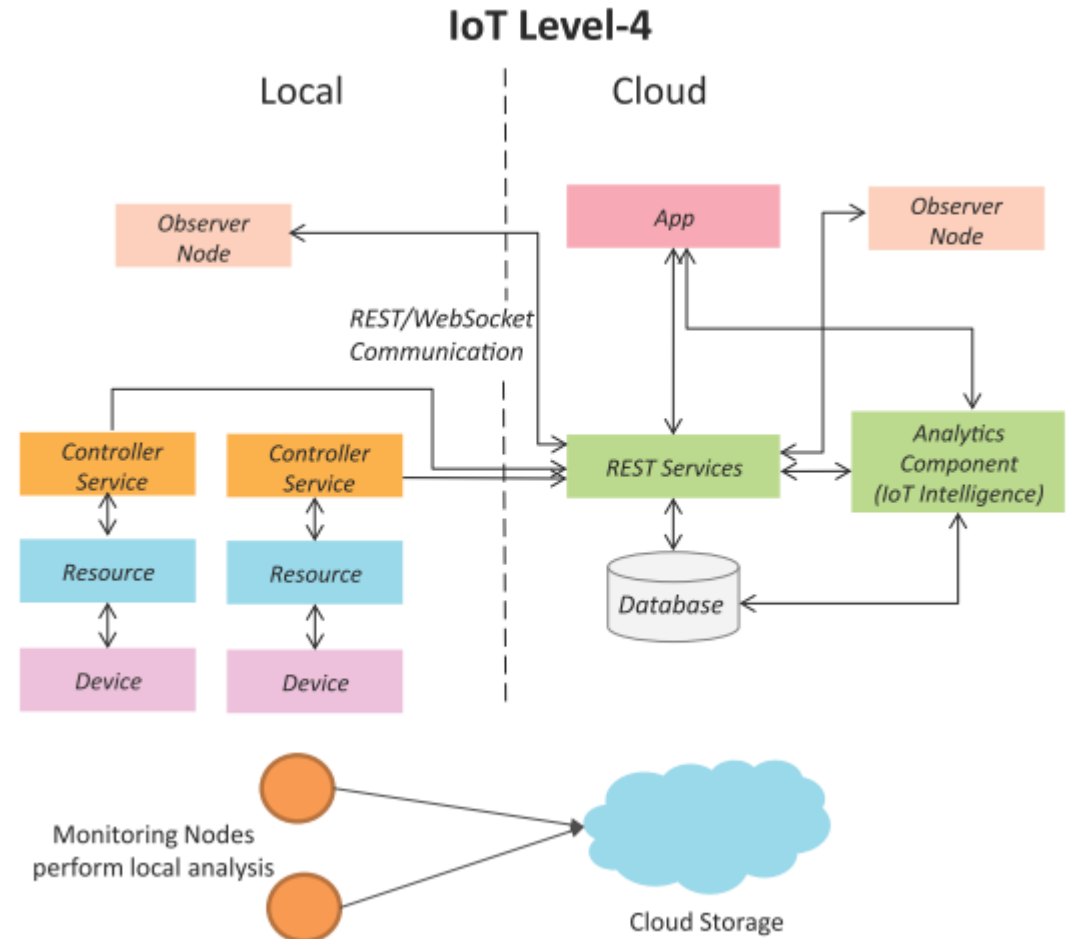 IoT Level-4
Local
Cloud
Observer
Node
App
Observer
Node
REST/WebSocket
Communication
Controller
Service
Controller
Service
REST Services
Analytics
Component
(IoT Intelligence)
Resource
Resource
Database
Device
Device
Monitoring Nodes
perform local analysis
Cloud Storage